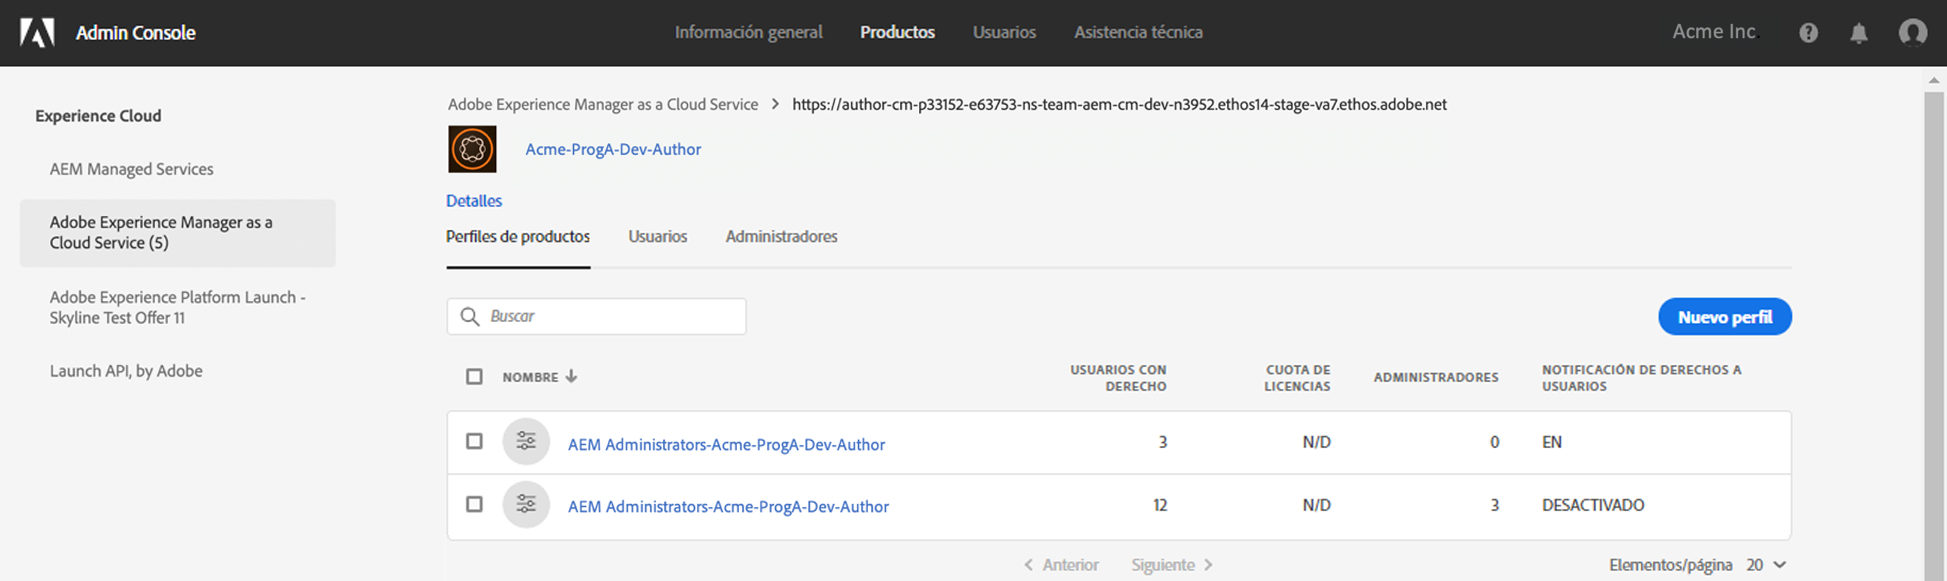 Admin Console
Información general Productos Usuarios Asistencia técnica
Acme Inc.
Experience Cloud
AEM Managed Services
Adobe Experience Manager as a
Cloud Service (5)
Adobe Experience Platform Launch -
Skyline Test Offer 11
Launch API, by Adobe
Adobe Experience Manager as a Cloud Service > https://author-cm-p33152-e63753-ns-team-aem-cm-dev-n3952.ethos14-stage-va7.ethos.adobe.net
Acme-ProgA-Dev-Author
Detalles
Perfiles de productos Usuarios Administradores
Buscar
Nuevo perfil
NOMBRE
USUARIOS CON
DERECHO
CUOTA DE
LICENCIAS
ADMINISTRADORES
NOTIFICACIÓN DE DERECHOS A
USUARIOS
AEM Administrators-Acme-ProgA-Dev-Author 3 N/D 0 EN
AEM Administrators-Acme-ProgA-Dev-Author 12 N/D 3 DESACTIVADO
< Anterior Siguiente >
Elementos/página 20